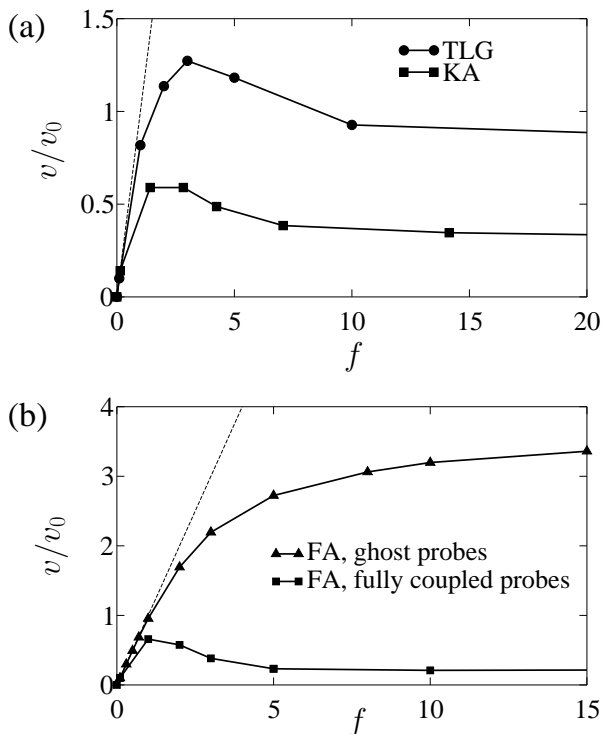 (a)
1.5
1
0.5
0
v/v₀
TLG
KA
0 5 10 15 20
f
(b)
4
3
2
1
0
v/v₀
FA, ghost probes
FA, fully coupled probes
0 5 10 15
f